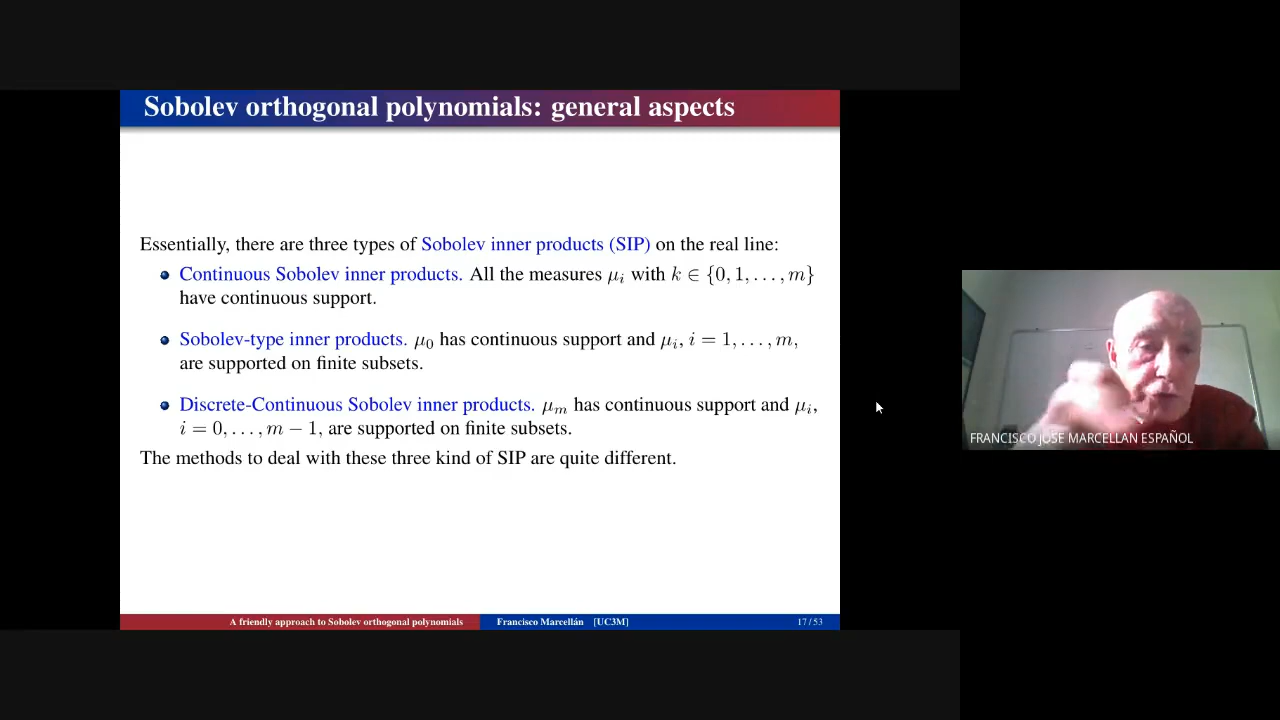 Sobolev orthogonal polynomials: general aspects
Essentially, there are three types of Sobolev inner products (SIP) on the real line:
Continuous Sobolev inner products. All the measures μᵢ with k ∈ {0, 1, . . . , m}
have continuous support.
Sobolev-type inner products. μ₀ has continuous support and μᵢ, i = 1, . . . , m,
are supported on finite subsets.
Discrete-Continuous Sobolev inner products. μₘ has continuous support and μᵢ,
i = 0, . . . , m − 1, are supported on finite subsets.
The methods to deal with these three kind of SIP are quite different.
A friendly approach to Sobolev orthogonal polynomials Francisco Marcellán [UC3M] 17 / 53
FRANCISCO JOSE MARCELLAN ESPAÑOL